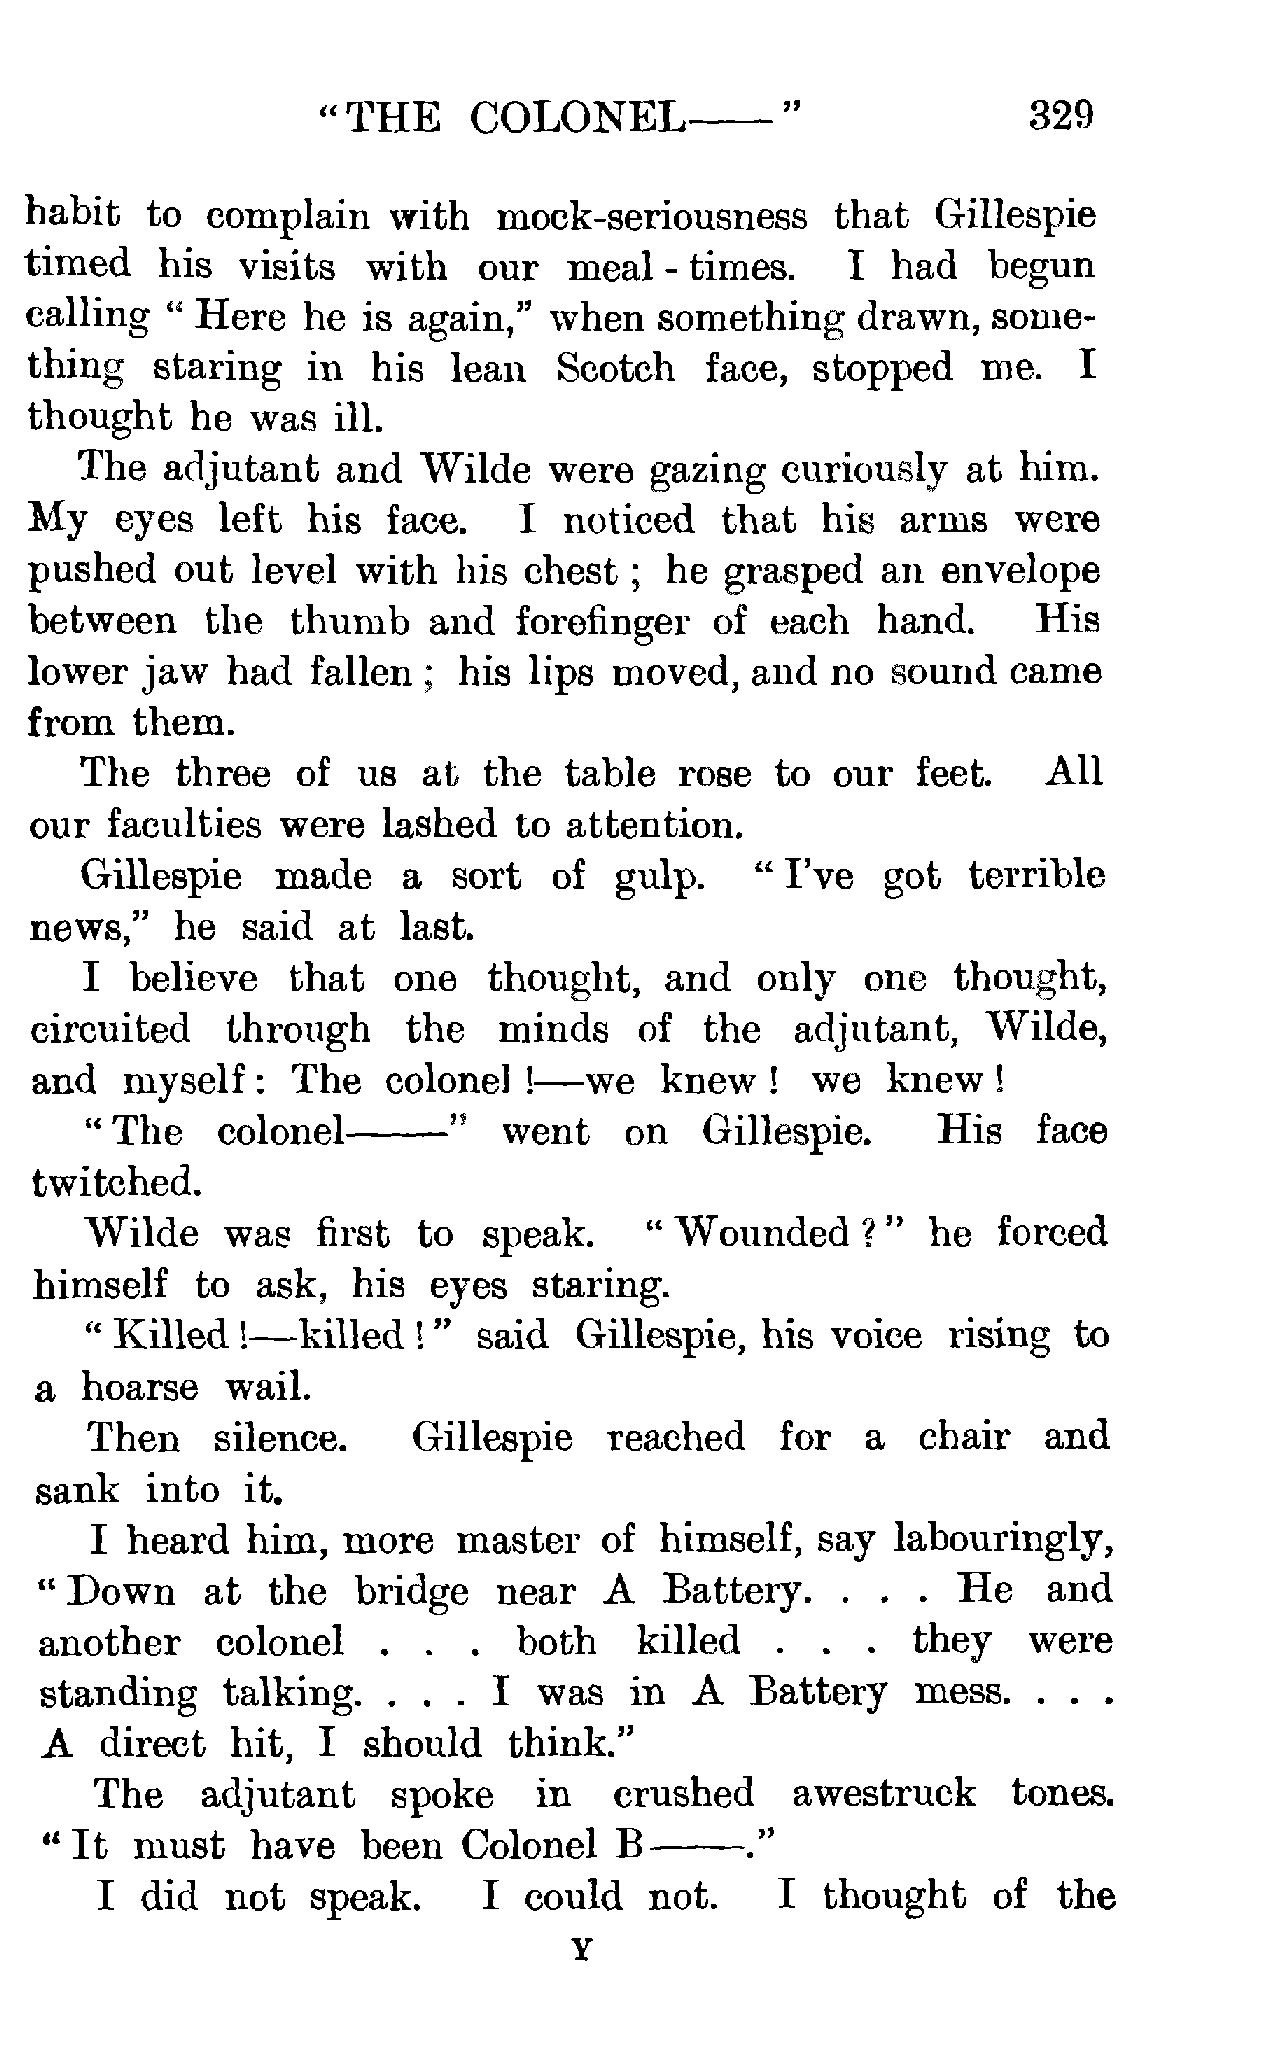 "THE COLONEL—— " 329
habit to complain with mock-seriousness that Gillespie
timed his visits with our meal-times. I had begun
calling "Here he is again," when something drawn, some-
thing staring in his lean Scotch face, stopped me. I
thought he was ill.
The adjutant and Wilde were gazing curiously at him.
My eyes left his face. I noticed that his arms were
pushed out level with his chest; he grasped an envelope
between the thumb and forefinger of each hand. His
lower jaw had fallen; his lips moved, and no sound came
from them.
The three of us at the table rose to our feet. All
our faculties were lashed to attention.
Gillespie made a sort of gulp. "I've got terrible
news," he said at last.
I believe that one thought, and only one thought,
circuited through the minds of the adjutant, Wilde,
and myself: The colonel!—we knew! we knew!
"The colonel——" went on Gillespie. His face
twitched.
Wilde was first to speak. "Wounded?" he forced
himself to ask, his eyes staring.
"Killed!—killed!" said Gillespie, his voice rising to
a hoarse wail.
Then silence. Gillespie reached for a chair and
sank into it.
I heard him, more master of himself, say labouringly,
"Down at the bridge near A Battery. . . . He and
another colonel . . . both killed . . . they were
standing talking. . . . I was in A Battery mess. . . .
A direct hit, I should think."
The adjutant spoke in crushed awestruck tones.
"It must have been Colonel B——."
I did not speak. I could not. I thought of the
Y